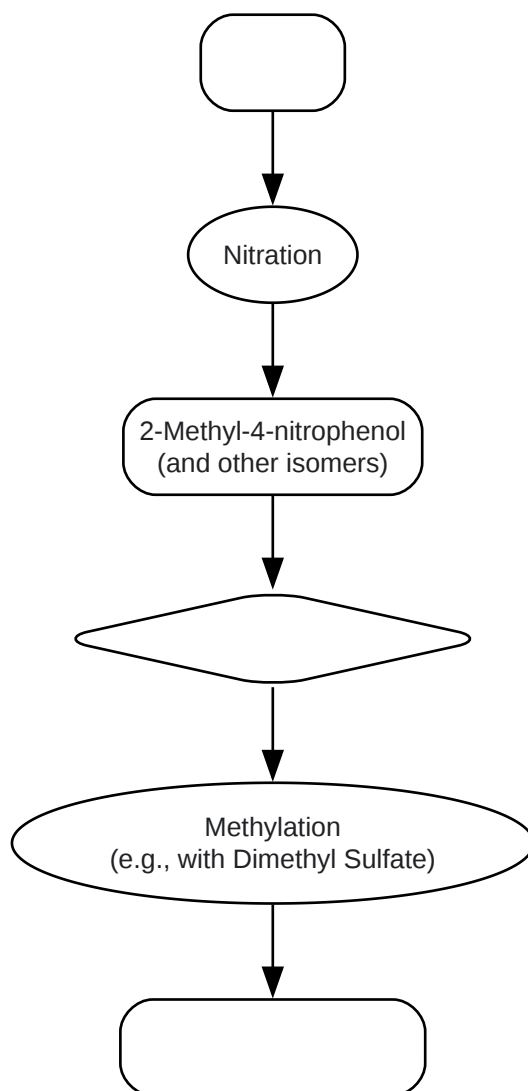 Nitration
2-Methyl-4-nitrophenol
(and other isomers)
Methylation
(e.g., with Dimethyl Sulfate)